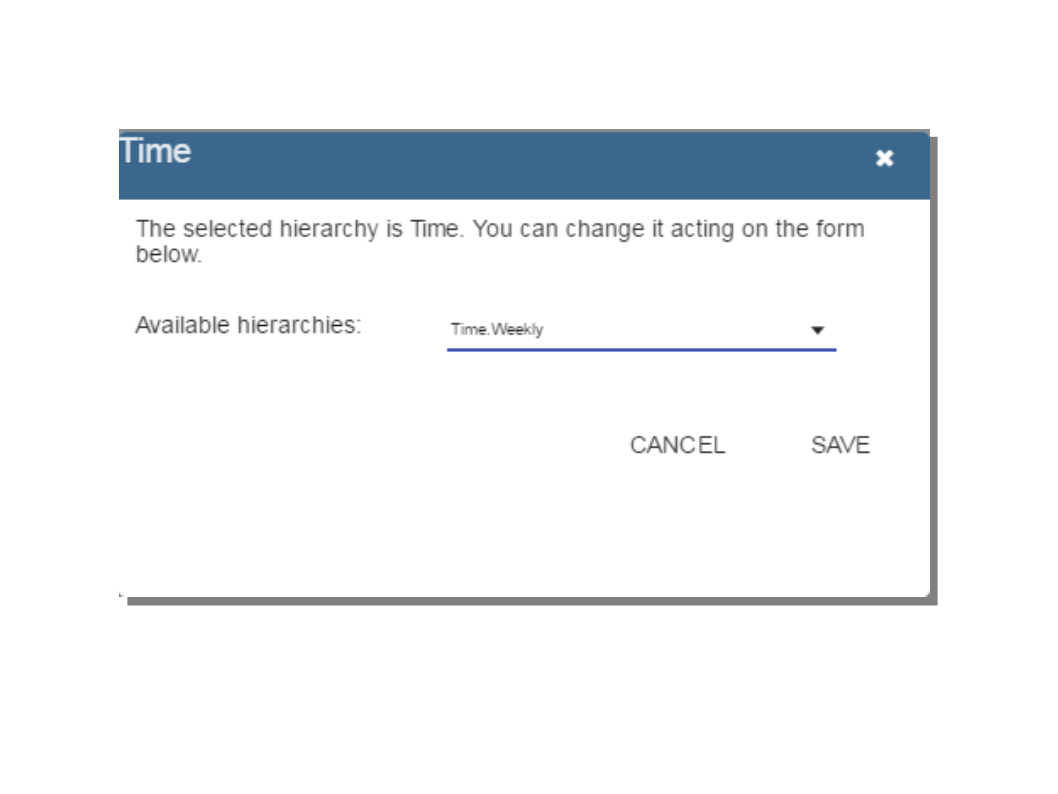 Time
The selected hierarchy is Time. You can change it acting on the form
below.
Available hierarchies:
Time.Weekly
CANCEL
SAVE